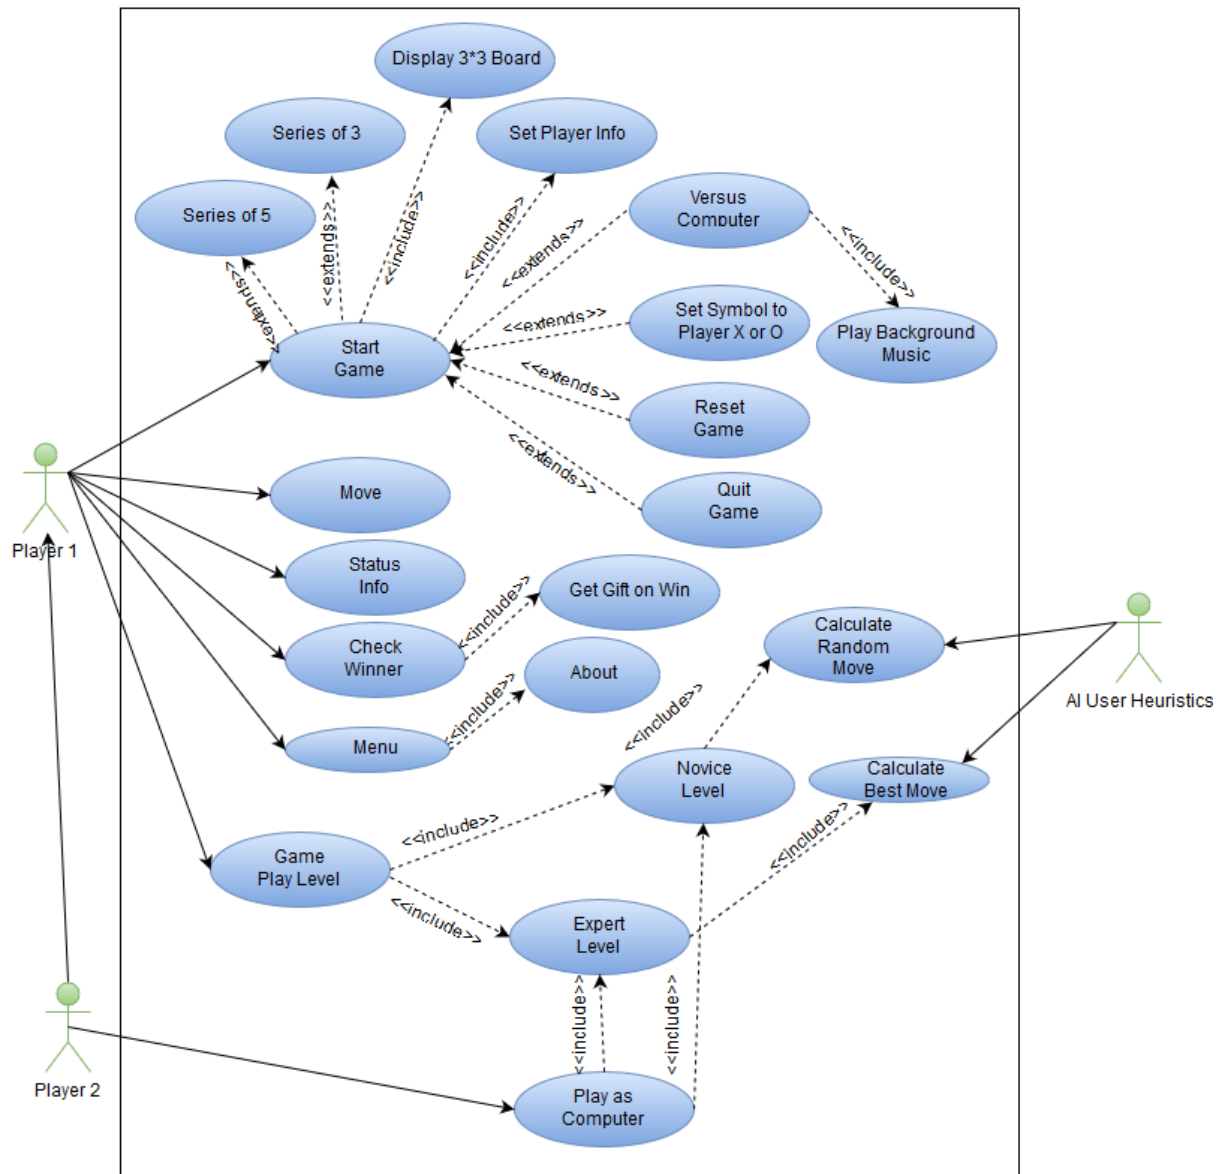 Display 3*3 Board
Series of 3
Set Player Info
Series of 5
Versus
Computer
<<extends>>
<<extends>>
<<include>>
<<include>>
<<extends>>
<<include>>
Set Symbol to
Player X or O
<<extends>>
Play Background
Music
Start
Game
<<extends>>
Reset
Game
<<extends>>
Quit
Game
Move
Player 1
Status
Info
Get Gift on Win
<<include>>
Check
Winner
About
<<include>>
Menu
Calculate
Random
Move
AI User Heuristics
<<include>>
Novice
Level
Calculate
Best Move
<<include>>
<<include>>
Game
Play Level
<<include>>
Expert
Level
<<include>>
<<include>>
Player 2
Play as
Computer